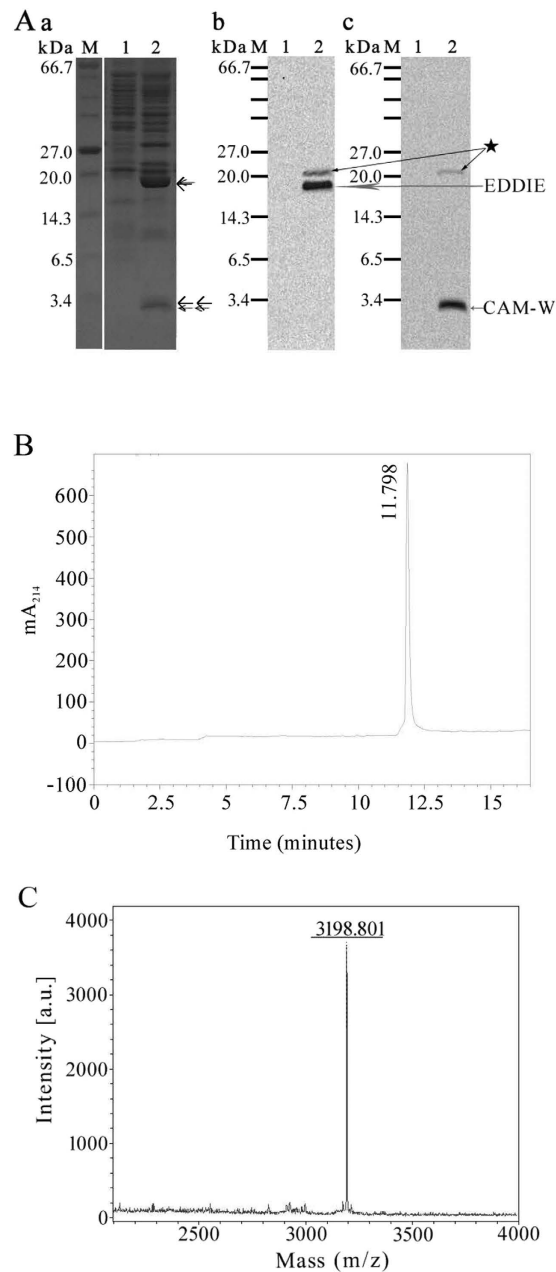 A a b c
kDa M 1 2 kDa M 1 2 kDa M 1 2
66.7 66.7 66.7
27.0 27.0 27.0
20.0 20.0 20.0
EDDIE
14.3 14.3 14.3
6.5 6.5 6.5
3.4 3.4 3.4
CAM-W
B
11.798
600
500
400
300
200
100
0
-100
mA214
0 2.5 5 7.5 10 12.5 15
Time (minutes)
C
3198.801
4000
3000
2000
1000
0
Intensity [a.u.]
2500 3000 3500 4000
Mass (m/z)